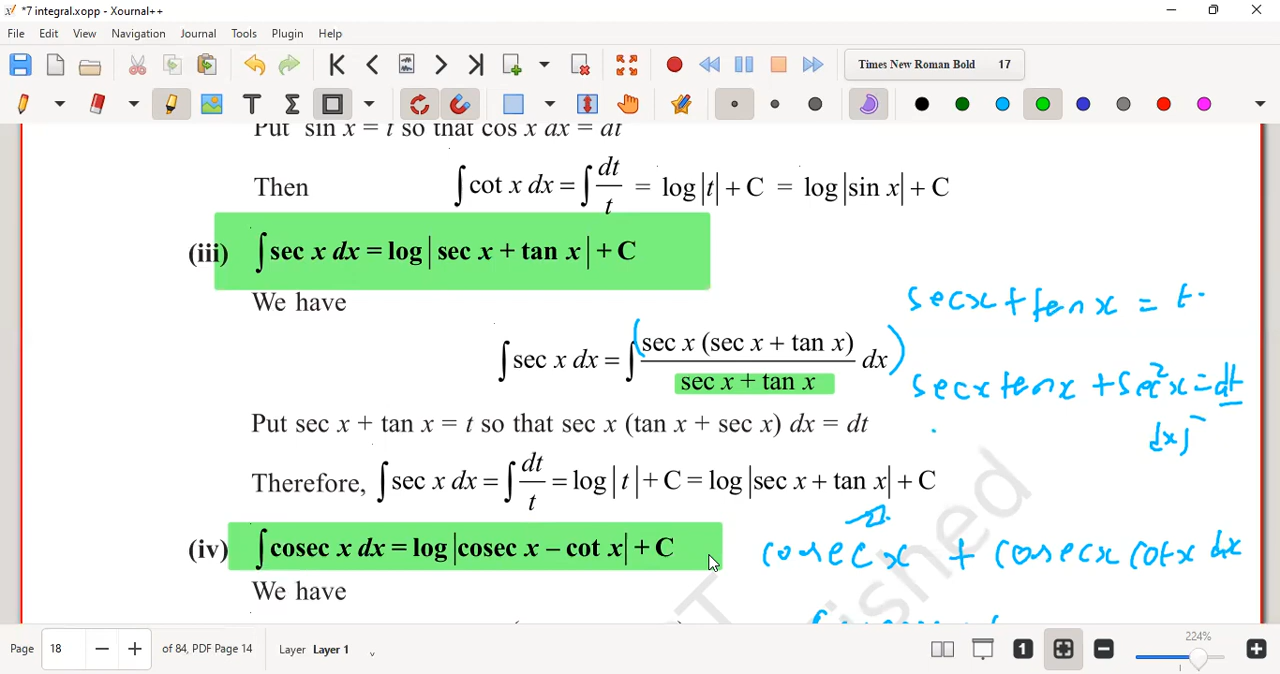 *7 integral.xopp - Xournal++
File Edit View Navigation Journal Tools Plugin Help
Times New Roman Bold 17
Put sin x = t so that cos x dx = dt
Then ∫ cot x dx = ∫ dt/t = log |t| + C = log |sin x| + C
(iii) ∫ sec x dx = log | sec x + tan x | + C
We have
secx + tan x = t
∫ sec x dx = ∫ sec x (sec x + tan x) / sec x + tan x dx
secx tanx + sec²x = dt/dx
Put sec x + tan x = t so that sec x (tan x + sec x) dx = dt
Therefore, ∫ sec x dx = ∫ dt/t = log | t | + C = log |sec x + tan x| + C
(iv) ∫ cosec x dx = log |cosec x – cot x| + C
cosec x + cosecx cotx dx
We have
Page 18 of 84, PDF Page 14 Layer Layer 1 224%